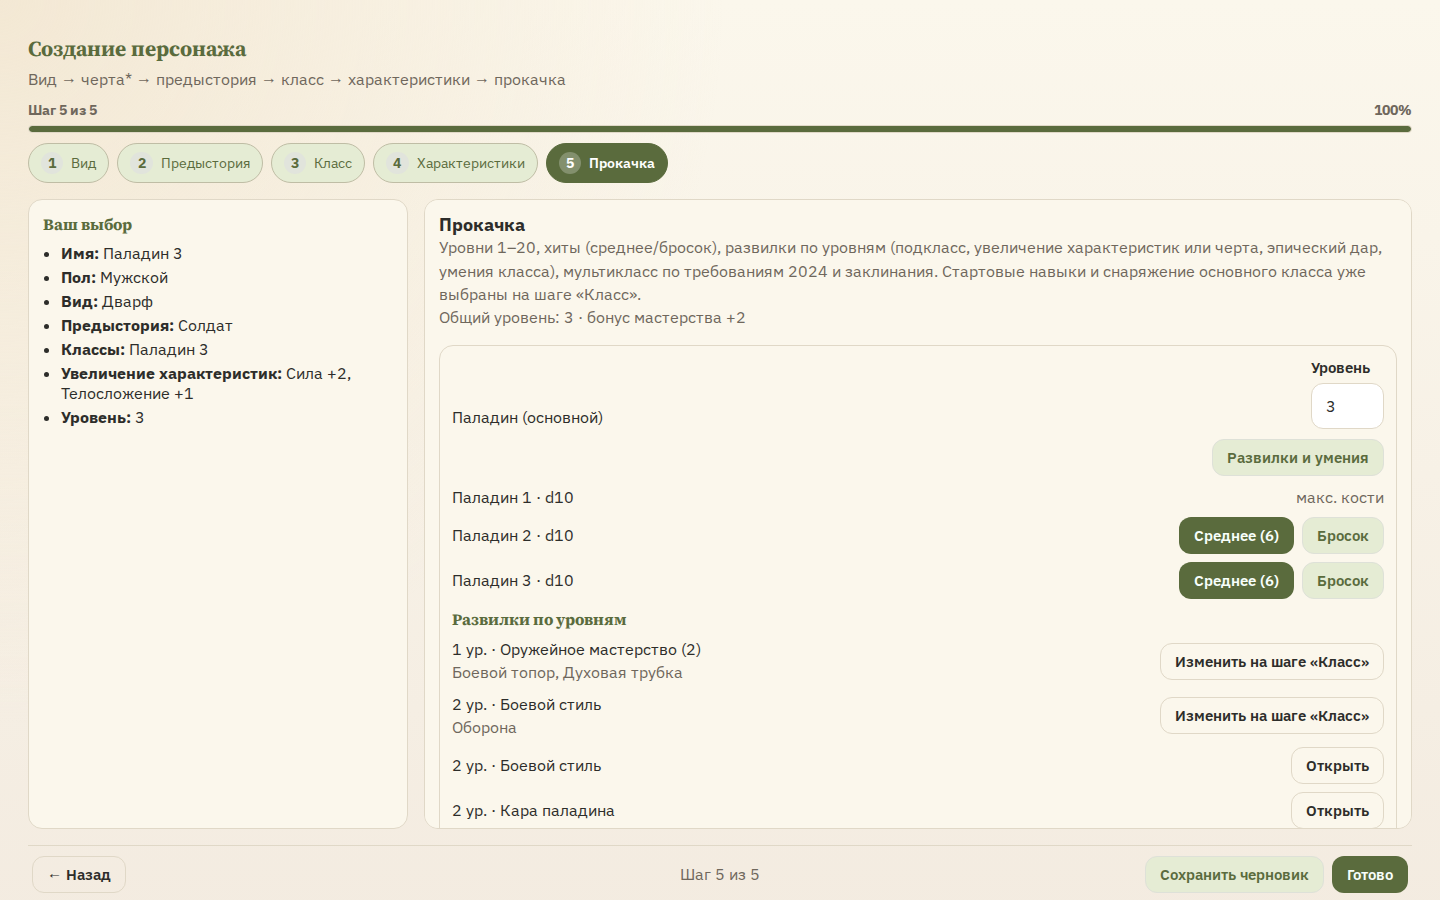 Создание персонажа
Вид → черта* → предыстория → класс → характеристики → прокачка
Шаг 5 из 5
100%
1 Вид
2 Предыстория
3 Класс
4 Характеристики
5 Прокачка
Ваш выбор
• Имя: Паладин 3
• Пол: Мужской
• Вид: Дварф
• Предыстория: Солдат
• Классы: Паладин 3
• Увеличение характеристик: Сила +2,
Телосложение +1
• Уровень: 3
Прокачка
Уровни 1–20, хиты (среднее/бросок), развилки по уровням (подкласс, увеличение характеристик или черта, эпический дар,
умения класса), мультикласс по требованиям 2024 и заклинания. Стартовые навыки и снаряжение основного класса уже
выбраны на шаге «Класс».
Общий уровень: 3 · бонус мастерства +2
Уровень
Паладин (основной)
3
Развилки и умения
Паладин 1 · d10
макс. кости
Паладин 2 · d10
Среднее (6)
Бросок
Паладин 3 · d10
Среднее (6)
Бросок
Развилки по уровням
1 ур. · Оружейное мастерство (2)
Боевой топор, Духовая трубка
Изменить на шаге «Класс»
2 ур. · Боевой стиль
Оборона
Изменить на шаге «Класс»
2 ур. · Боевой стиль
Открыть
2 ур. · Кара паладина
Открыть
← Назад
Шаг 5 из 5
Сохранить черновик
Готово